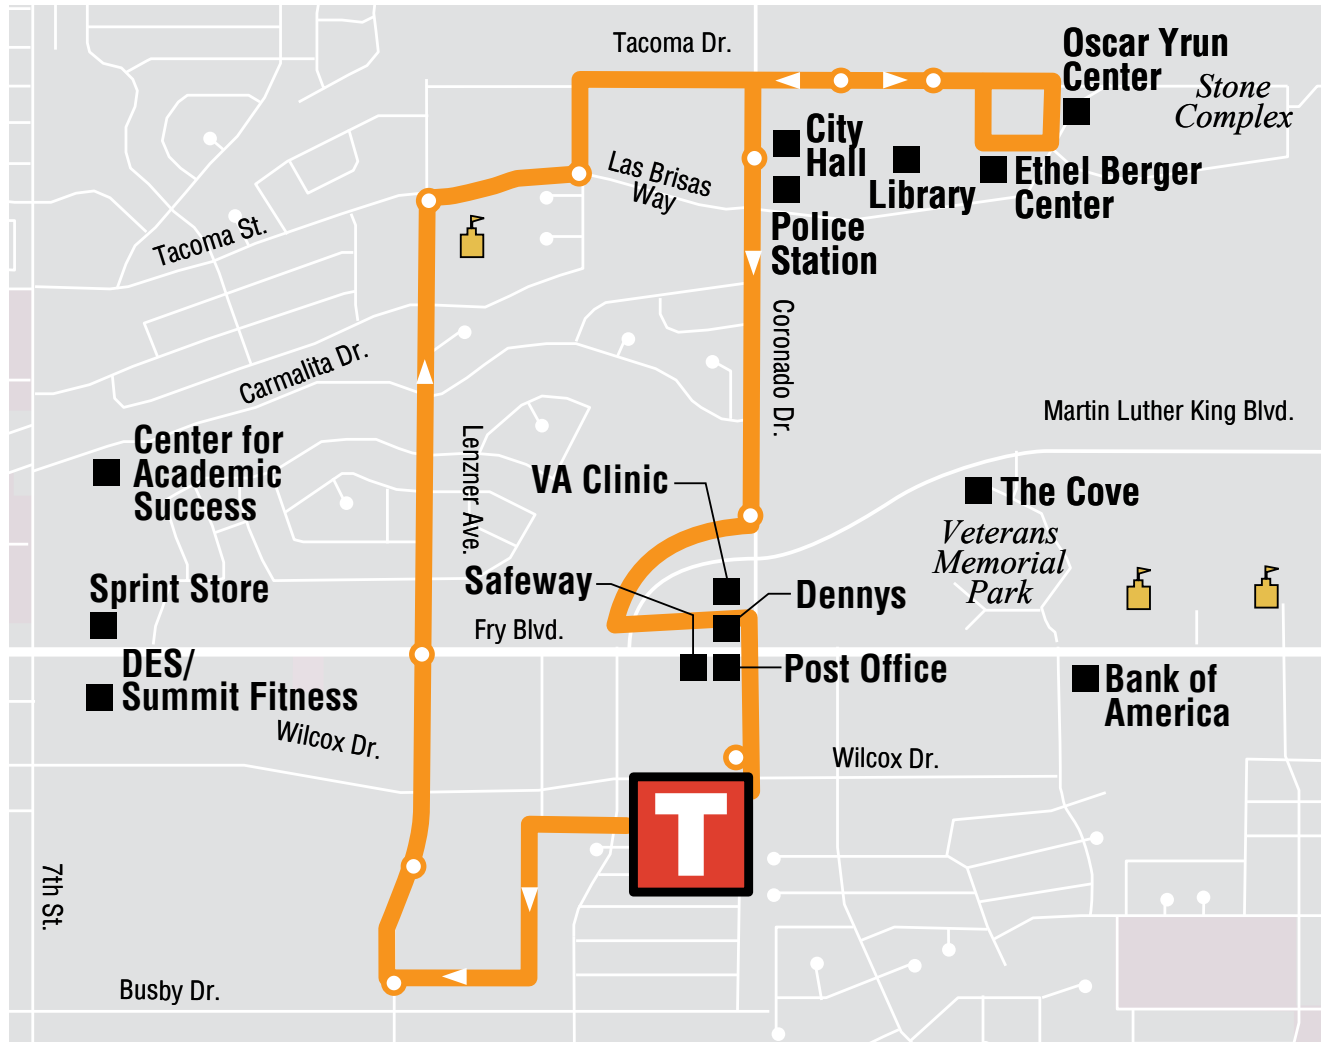 Tacoma Dr.
Oscar Yrun
Center
Stone
Complex
City
Hall
Library
Ethel Berger
Center
Las Brisas
Way
Police
Station
Tacoma St.
Coronado Dr.
Carmalita Dr.
Martin Luther King Blvd.
Center for
Academic
Success
Lenzner Ave.
VA Clinic
The Cove
Veterans
Memorial
Park
Sprint Store
Safeway
Dennys
Fry Blvd.
DES/
Summit Fitness
Post Office
Bank of
America
Wilcox Dr.
Wilcox Dr.
T
7th St.
Busby Dr.